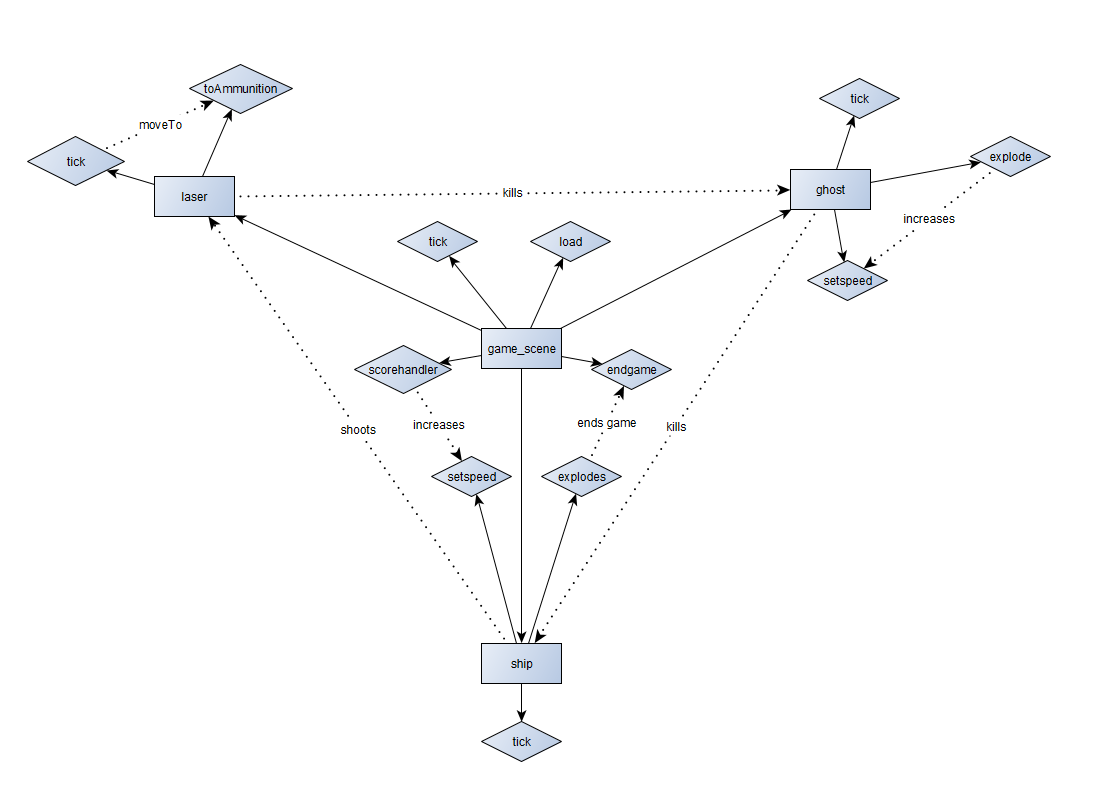 toAmmunition
tick
moveTo
tick
explode
laser
kills
ghost
increases
tick
load
setspeed
game_scene
scorehandler
endgame
shoots
increases
ends game
kills
setspeed
explodes
ship
tick